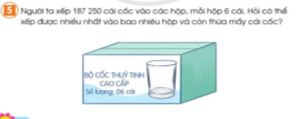 5 Người ta xếp 187 250 cái cốc vào các hộp, mỗi hộp 6 cái. Hỏi có thể
xếp được nhiều nhất vào bao nhiêu hộp và còn thừa mấy cái cốc?
BỘ CỐC THUỶ TINH
CAO CẤP
Số lượng: 06 cái